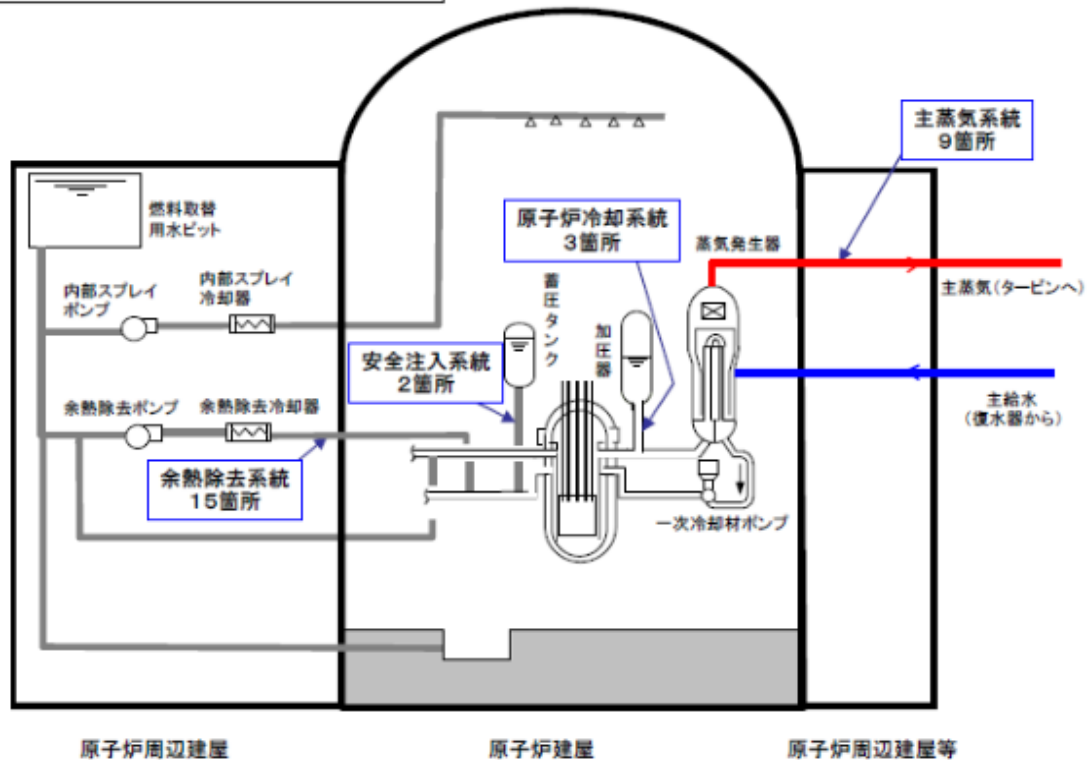 主蒸気系統
9箇所
燃料取替
用水ピット
原子炉冷却系統
3箇所
蒸気発生器
内部スプレイ
ポンプ
内部スプレイ
冷却器
蓄圧タンク
加圧器
主蒸気(タービンへ)
安全注入系統
2箇所
余熱除去ポンプ
余熱除去冷却器
主給水
(復水器から)
余熱除去系統
15箇所
一次冷却材ポンプ
原子炉周辺建屋
原子炉建屋
原子炉周辺建屋等